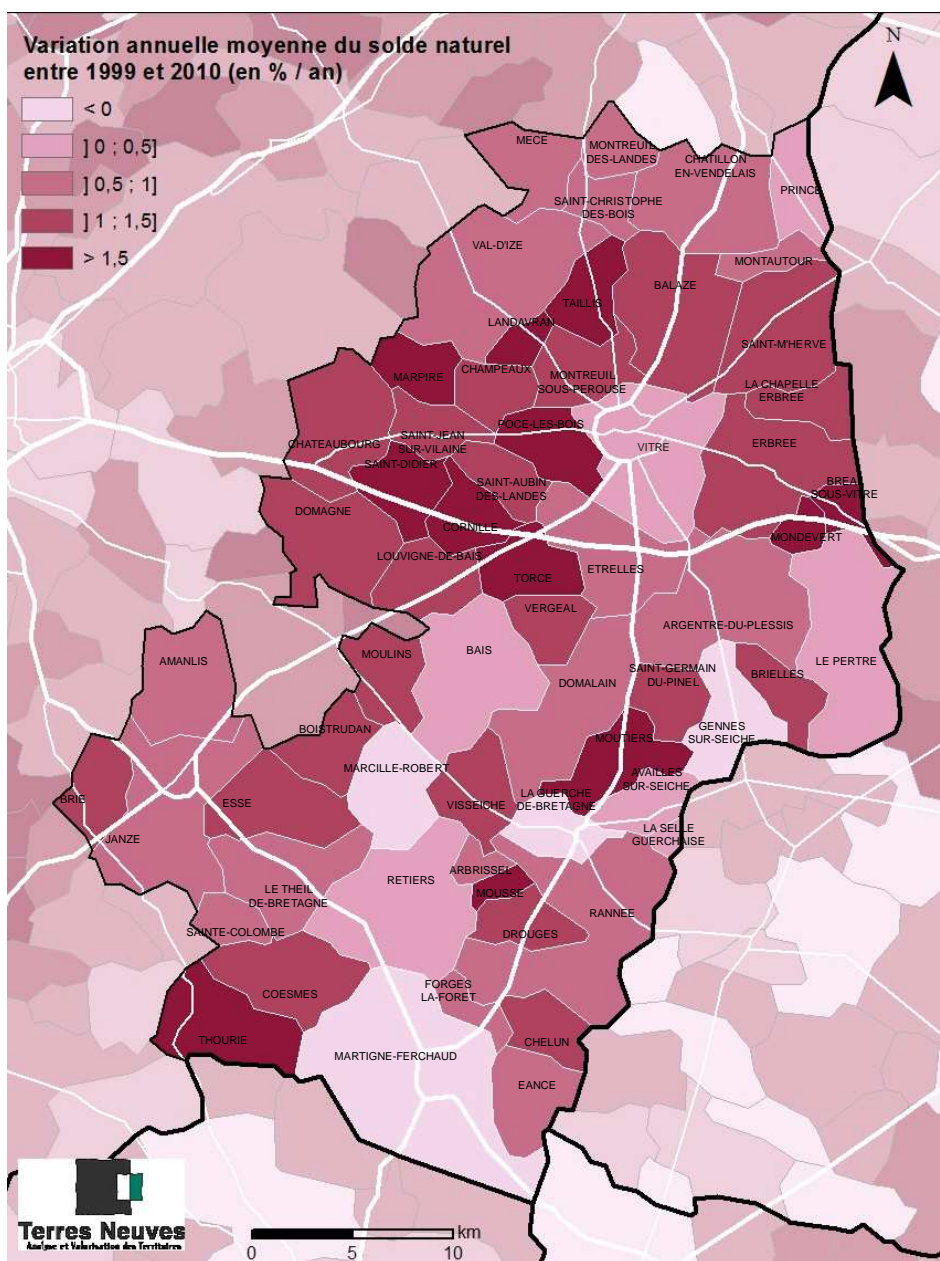 Variation annuelle moyenne du solde naturel
entre 1999 et 2010 (en % / an)
< 0
] 0 ; 0,5]
] 0,5 ; 1]
] 1 ; 1,5]
> 1,5
N
MECE
MONTREUIL
DES-LANDES
CHATILLON
EN-VENDELAIS
PRINCE
SAINT-CHRISTOPHE
DES-BOIS
VAL-D'IZE
MONTAUTOUR
BALAZE
TAILLIS
LANDAVRAN
SAINT-M'HERVE
CHAMPEAUX
MARPIRE
MONTREUIL
SOUS-PEROUSE
LA CHAPELLE
ERBREE
POCE-LES-BOIS
CHATEAUBOURG
SAINT-JEAN
SUR-VILAINE
VITRE
ERBREE
SAINT-DIDIER
SAINT-AUBIN
DES-LANDES
BREAL
SOUS-VITRE
DOMAGNE
CORNILLE
MONDEVERT
LOUVIGNE-DE-BAIS
ETRELLES
TORCE
VERGEAL
ARGENTRE-DU-PLESSIS
BAIS
MOULINS
AMANLIS
LE PERTRE
SAINT-GERMAIN
DU-PINEL
BRIELLES
DOMALAIN
BOISTRUDAN
GENNES
SUR-SEICHE
MOUTIERS
MARCILLE-ROBERT
AVAILLES
SUR-SEICHE
LA GUERCHE
DE-BRETAGNE
BRIE
ESSE
VISSEICHE
LA SELLE
GUERCHAISE
JANZE
ARBRISSEL
RETIERS
LE THEIL
DE-BRETAGNE
MOUSSE
RANNEE
SAINTE-COLOMBE
DROUGES
COESMES
FORGES
LA-FORET
THOURIE
CHELUN
MARTIGNE-FERCHAUD
EANCE
Terres Neuves
Analyse et Valorisation des Territoires
km
0
5
10